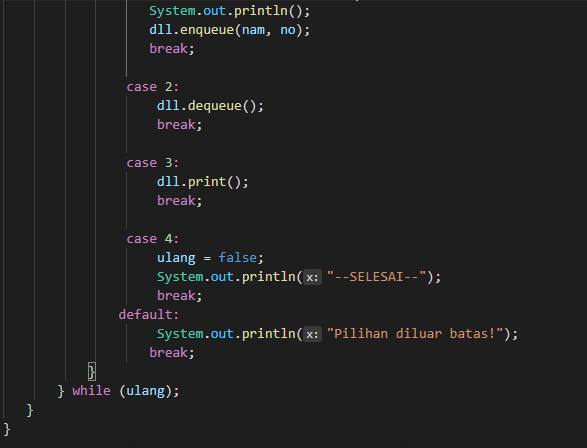 System.out.println();
dll.enqueue(nam, no);
break;
case 2:
dll.dequeue();
break;
case 3:
dll.print();
break;
case 4:
ulang = false;
System.out.println(x: "--SELESAI--");
break;
default:
System.out.println(x: "Pilihan diluar batas!");
break;
}
} while (ulang);
}
}